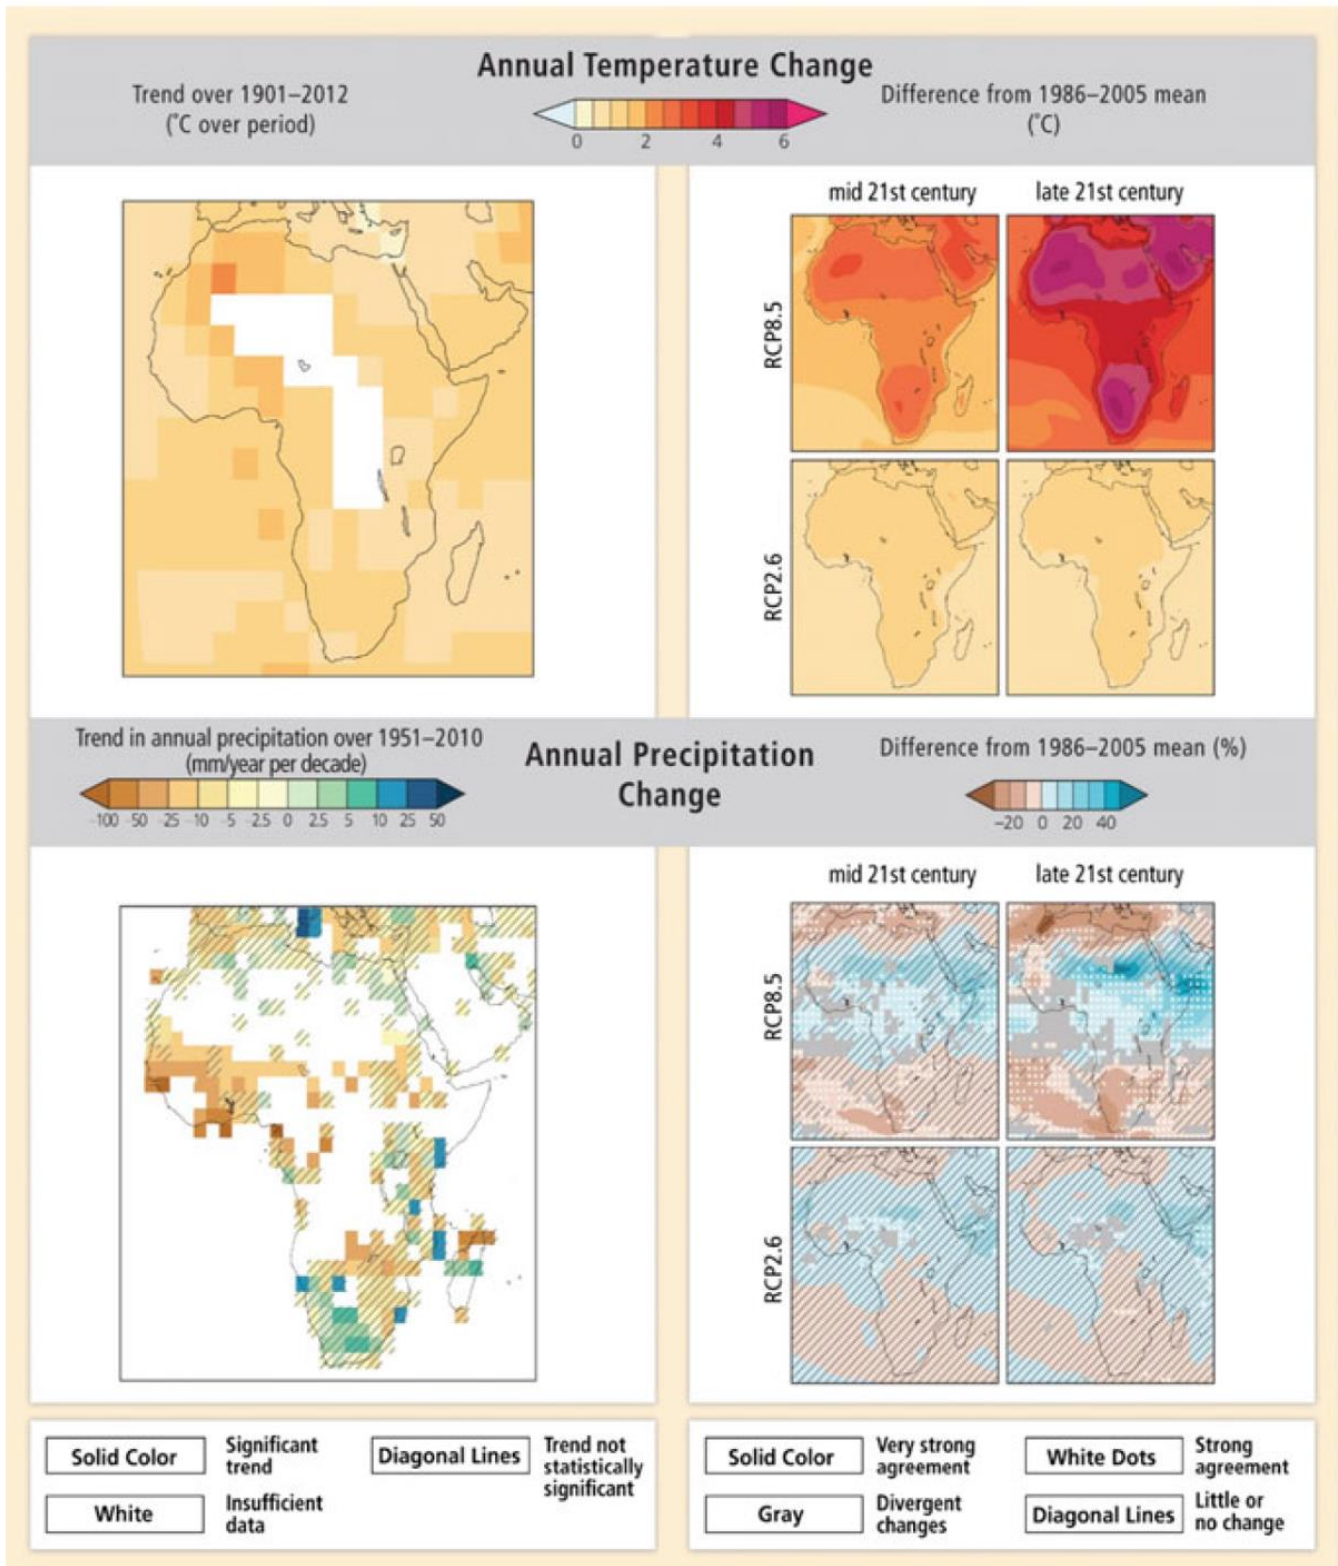 Annual Temperature Change
Trend over 1901–2012
(˚C over period)
0 2 4 6
Difference from 1986–2005 mean
(˚C)
mid 21st century
late 21st century
RCP8.5
RCP2.6
Trend in annual precipitation over 1951–2010
(mm/year per decade)
-100 -50 -25 -10 -5 -2.5 0 2.5 5 10 25 50
Annual Precipitation
Change
Difference from 1986–2005 mean (%)
–20 0 20 40
mid 21st century
late 21st century
RCP8.5
RCP2.6
Solid Color
Significant
trend
Diagonal Lines
Trend not
statistically
significant
White
Insufficient
data
Solid Color
Very strong
agreement
White Dots
Strong
agreement
Gray
Divergent
changes
Diagonal Lines
Little or
no change